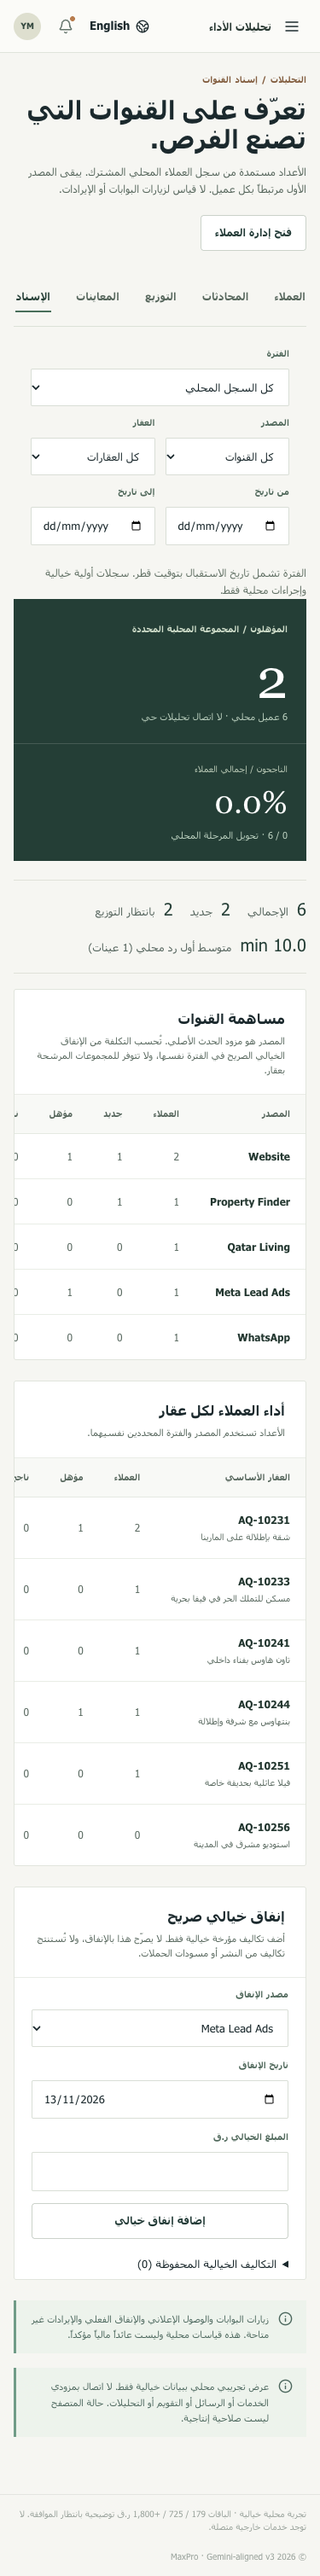 تحليلات الأداء
English
YM
التحليلات / إسناد القنوات
تعرّف على القنوات التي
تصنع الفرص.
الأعداد مستمدة من سجل العملاء المحلي المشترك. يبقى المصدر
الأول مرتبطاً بكل عميل. لا قياس لزيارات البوابات أو الإيرادات.
فتح إدارة العملاء
العملاء
المحادثات
التوزيع
المعاينات
الإسناد
الفترة
كل السجل المحلي
المصدر
العقار
كل القنوات
كل العقارات
من تاريخ
إلى تاريخ
dd/mm/yyyy
dd/mm/yyyy
الفترة تشمل تاريخ الاستقبال بتوقيت قطر. سجلات أولية خيالية
وإجراءات محلية فقط.
المؤهلون / المجموعة المحلية المحددة
2
6 عميل محلي · لا اتصال تحليلات حي
الناجحون / إجمالي العملاء
0.0%
0 / 6 · تحويل المرحلة المحلي
6 الإجمالي 2 جديد 2 بانتظار التوزيع
10.0 min متوسط أول رد محلي (1 عينات)
مساهمة القنوات
المصدر هو مزود الحدث الأصلي. تُحسب التكلفة من الإنفاق
الخيالي الصريح في الفترة نفسها، ولا تتوفر للمجموعات المرشحة
بعقار.
المصدر العملاء جديد مؤهل
Website 2 1 1 0
Property Finder 1 1 0 0
Qatar Living 1 0 0 0
Meta Lead Ads 1 0 1 0
WhatsApp 1 0 0 0
أداء العملاء لكل عقار
الأعداد تستخدم المصدر والفترة المحددين نفسيهما.
العقار الأساسي العملاء مؤهل ناجح
AQ-10231 2 1 0
شقة بإطلالة على المارينا
AQ-10233 1 0 0
مسكن للتملك الحر في فيفا بحرية
AQ-10241 1 0 0
تاون هاوس بفناء داخلي
AQ-10244 1 1 0
بنتهاوس مع شرفة وإطلالة
AQ-10251 1 0 0
فيلا عائلية بحديقة خاصة
AQ-10256 0 0 0
استوديو مشرق في المدينة
إنفاق خيالي صريح
أضف تكاليف مؤرخة خيالية فقط. لا يصرّح هذا بالإنفاق، ولا تُستنتج
تكاليف من النشر أو مسودات الحملات.
مصدر الإنفاق
Meta Lead Ads
تاريخ الإنفاق
13/11/2026
المبلغ الخيالي ر.ق
إضافة إنفاق خيالي
التكاليف الخيالية المحفوظة (0)
زيارات البوابات والوصول الإعلاني والإنفاق الفعلي والإيرادات غير
متاحة. هذه قياسات محلية وليست عائداً مالياً مؤكداً.
عرض تجريبي محلي ببيانات خيالية فقط. لا اتصال بمزودي
الخدمات أو الرسائل أو التقويم أو التحليلات. حالة المتصفح
ليست صلاحية إنتاجية.
تجربة محلية خيالية · الباقات 179 / 725 / +1,800 ر.ق توضيحية بانتظار الموافقة. لا
توجد خدمات خارجية متصلة.
© 2026 MaxPro · Gemini-aligned v3